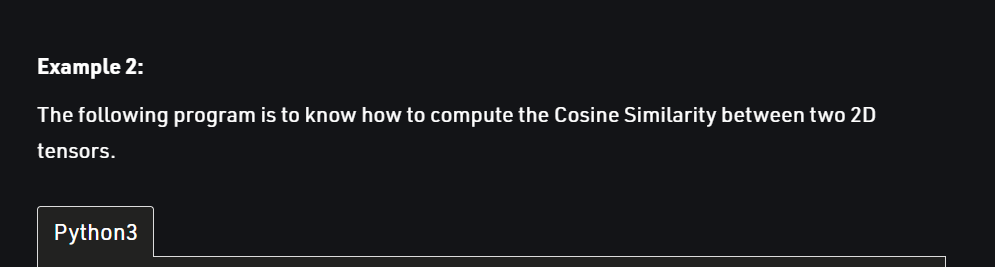 Example 2:
The following program is to know how to compute the Cosine Similarity between two 2D
tensors.
Python3